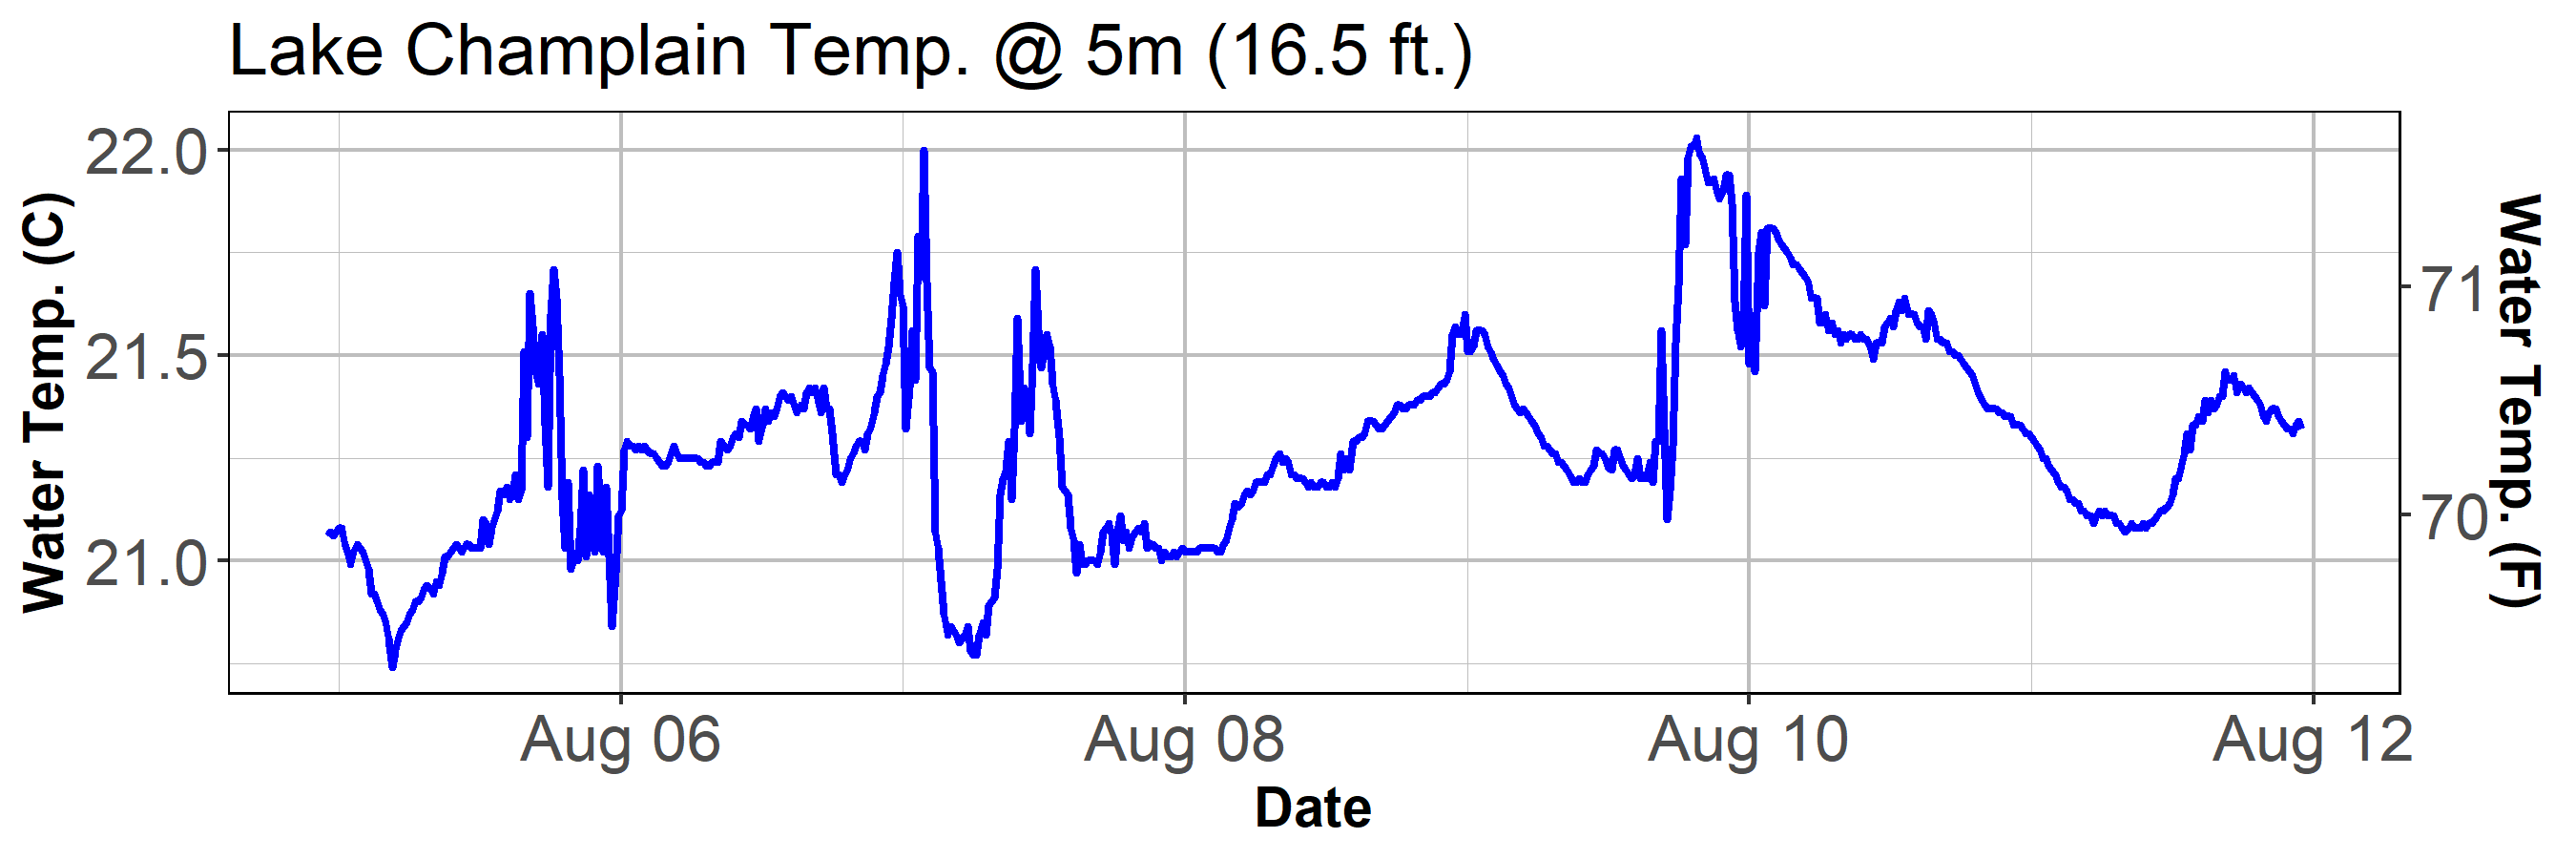 Lake Champlain Temp. @ 5m (16.5 ft.)
Water Temp. (C)
22.0
21.5
21.0
71
70
Water Temp. (F)
Aug 06
Aug 08
Aug 10
Aug 12
Date